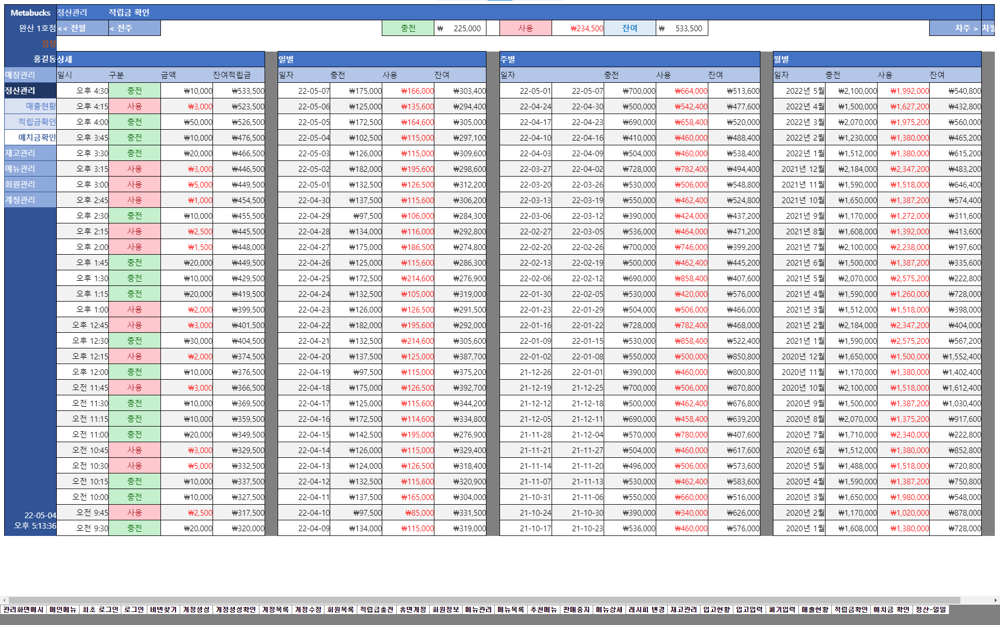 Metabucks 정산관리 적립금 확인
완산 1호점 << 전월 < 전주 충전 ₩ 225,000 사용 ₩234,500 잔여 ₩ 533,500 차주 > 차월
점장
홍길동 상세 일별 주별 월별
매장관리 일시 구분 금액 잔여적립금 일자 충전 사용 잔여 일자 충전 사용 잔여 일자 충전 사용 잔여
정산관리 오후 4:30 충전 ₩10,000 ₩533,500 22-05-07 ₩175,000 ₩166,000 ₩303,400 22-05-01 22-05-07 ₩700,000 ₩664,000 ₩513,600 2022년 5월 ₩2,100,000 ₩1,992,000 ₩540,800
매출현황 오후 4:15 사용 ₩3,000 ₩523,500 22-05-06 ₩125,000 ₩135,600 ₩294,400 22-04-24 22-04-30 ₩500,000 ₩542,400 ₩477,600 2022년 4월 ₩1,500,000 ₩1,627,200 ₩432,800
적립금확인 오후 4:00 충전 ₩50,000 ₩526,500 22-05-05 ₩172,500 ₩164,600 ₩305,000 22-04-17 22-04-23 ₩690,000 ₩658,400 ₩520,000 2022년 3월 ₩2,070,000 ₩1,975,200 ₩560,000
예치금확인 오후 3:45 충전 ₩10,000 ₩476,500 22-05-04 ₩102,500 ₩115,000 ₩297,100 22-04-10 22-04-16 ₩410,000 ₩460,000 ₩488,400 2022년 2월 ₩1,230,000 ₩1,380,000 ₩465,200
재고관리 오후 3:30 충전 ₩20,000 ₩466,500 22-05-03 ₩126,000 ₩115,000 ₩309,600 22-04-03 22-04-09 ₩504,000 ₩460,000 ₩538,400 2022년 1월 ₩1,512,000 ₩1,380,000 ₩615,200
메뉴관리 오후 3:15 사용 ₩3,000 ₩446,500 22-05-02 ₩182,000 ₩195,600 ₩298,600 22-03-27 22-04-02 ₩728,000 ₩782,400 ₩494,400 2021년 12월 ₩2,184,000 ₩2,347,200 ₩483,200
회원관리 오후 3:00 사용 ₩5,000 ₩449,500 22-05-01 ₩132,500 ₩126,500 ₩312,200 22-03-20 22-03-26 ₩530,000 ₩506,000 ₩548,800 2021년 11월 ₩1,590,000 ₩1,518,000 ₩646,400
계정관리 오후 2:45 사용 ₩1,000 ₩454,500 22-04-30 ₩137,500 ₩115,600 ₩306,200 22-03-13 22-03-19 ₩550,000 ₩462,400 ₩524,800 2021년 10월 ₩1,650,000 ₩1,387,200 ₩574,400
오후 2:30 충전 ₩10,000 ₩455,500 22-04-29 ₩97,500 ₩106,000 ₩284,300 22-03-06 22-03-12 ₩390,000 ₩424,000 ₩437,200 2021년 9월 ₩1,170,000 ₩1,272,000 ₩311,600
오후 2:15 사용 ₩2,500 ₩445,500 22-04-28 ₩134,000 ₩116,000 ₩292,800 22-02-27 22-03-05 ₩536,000 ₩464,000 ₩471,200 2021년 8월 ₩1,608,000 ₩1,392,000 ₩413,600
오후 2:00 사용 ₩1,500 ₩448,000 22-04-27 ₩175,000 ₩186,500 ₩274,800 22-02-20 22-02-26 ₩700,000 ₩746,000 ₩399,200 2021년 7월 ₩2,100,000 ₩2,238,000 ₩197,600
오후 1:45 충전 ₩20,000 ₩449,500 22-04-26 ₩125,000 ₩115,600 ₩286,300 22-02-13 22-02-19 ₩500,000 ₩462,400 ₩445,200 2021년 6월 ₩1,500,000 ₩1,387,200 ₩335,600
오후 1:30 충전 ₩10,000 ₩429,500 22-04-25 ₩172,500 ₩214,600 ₩276,900 22-02-06 22-02-12 ₩690,000 ₩858,400 ₩407,600 2021년 5월 ₩2,070,000 ₩2,575,200 ₩222,800
오후 1:15 충전 ₩20,000 ₩419,500 22-04-24 ₩132,500 ₩105,000 ₩319,000 22-01-30 22-02-05 ₩530,000 ₩420,000 ₩576,000 2021년 4월 ₩1,590,000 ₩1,260,000 ₩728,000
오후 1:00 사용 ₩2,000 ₩399,500 22-04-23 ₩126,000 ₩126,500 ₩291,500 22-01-23 22-01-29 ₩504,000 ₩506,000 ₩466,000 2021년 3월 ₩1,512,000 ₩1,518,000 ₩398,000
오후 12:45 사용 ₩3,000 ₩401,500 22-04-22 ₩182,000 ₩195,600 ₩292,000 22-01-16 22-01-22 ₩728,000 ₩782,400 ₩468,000 2021년 2월 ₩2,184,000 ₩2,347,200 ₩404,000
오후 12:30 충전 ₩30,000 ₩404,500 22-04-21 ₩132,500 ₩214,600 ₩305,600 22-01-09 22-01-15 ₩530,000 ₩858,400 ₩522,400 2021년 1월 ₩1,590,000 ₩2,575,200 ₩567,200
오후 12:15 사용 ₩2,000 ₩374,500 22-04-20 ₩137,500 ₩125,000 ₩387,700 22-01-02 22-01-08 ₩550,000 ₩500,000 ₩850,800 2020년 12월 ₩1,650,000 ₩1,500,000 ₩1,552,400
오후 12:00 충전 ₩10,000 ₩376,500 22-04-19 ₩97,500 ₩115,000 ₩375,200 21-12-26 22-01-01 ₩390,000 ₩460,000 ₩800,800 2020년 11월 ₩1,170,000 ₩1,380,000 ₩1,402,400
오전 11:45 사용 ₩3,000 ₩366,500 22-04-18 ₩175,000 ₩126,500 ₩392,700 21-12-19 21-12-25 ₩700,000 ₩506,000 ₩870,800 2020년 10월 ₩2,100,000 ₩1,518,000 ₩1,612,400
오전 11:30 충전 ₩10,000 ₩369,500 22-04-17 ₩125,000 ₩115,600 ₩344,200 21-12-12 21-12-18 ₩500,000 ₩462,400 ₩676,800 2020년 9월 ₩1,500,000 ₩1,387,200 ₩1,030,400
오전 11:15 충전 ₩10,000 ₩359,500 22-04-16 ₩172,500 ₩114,600 ₩334,800 21-12-05 21-12-11 ₩690,000 ₩458,400 ₩639,200 2020년 8월 ₩2,070,000 ₩1,375,200 ₩917,600
오전 11:00 충전 ₩20,000 ₩349,500 22-04-15 ₩142,500 ₩195,000 ₩276,900 21-11-28 21-12-04 ₩570,000 ₩780,000 ₩407,600 2020년 7월 ₩1,710,000 ₩2,340,000 ₩222,800
오전 10:45 사용 ₩3,000 ₩329,500 22-04-14 ₩126,000 ₩115,000 ₩329,400 21-11-21 21-11-27 ₩504,000 ₩460,000 ₩617,600 2020년 6월 ₩1,512,000 ₩1,380,000 ₩852,800
오전 10:30 사용 ₩5,000 ₩332,500 22-04-13 ₩124,000 ₩126,500 ₩318,400 21-11-14 21-11-20 ₩496,000 ₩506,000 ₩573,600 2020년 5월 ₩1,488,000 ₩1,518,000 ₩720,800
오전 10:15 충전 ₩10,000 ₩337,500 22-04-12 ₩132,500 ₩115,600 ₩320,900 21-11-07 21-11-13 ₩530,000 ₩462,400 ₩583,600 2020년 4월 ₩1,590,000 ₩1,387,200 ₩750,800
오전 10:00 충전 ₩10,000 ₩327,500 22-04-11 ₩137,500 ₩165,000 ₩304,000 21-10-31 21-11-06 ₩550,000 ₩660,000 ₩516,000 2020년 3월 ₩1,650,000 ₩1,980,000 ₩548,000
22-05-04 오전 9:45 사용 ₩2,500 ₩317,500 22-04-10 ₩97,500 ₩85,000 ₩331,500 21-10-24 21-10-30 ₩390,000 ₩340,000 ₩626,000 2020년 2월 ₩1,170,000 ₩1,020,000 ₩878,000
오후 5:13:36 오전 9:30 충전 ₩20,000 ₩320,000 22-04-09 ₩134,000 ₩115,000 ₩319,000 21-10-17 21-10-23 ₩536,000 ₩460,000 ₩576,000 2020년 1월 ₩1,608,000 ₩1,380,000 ₩728,000
관리화면예시 메인메뉴 최초 로그인 로그인 비번찾기 계정생성 계정생성확인 계정목록 계정수정 회원목록 적립급충전 휴면계정 회원정보 메뉴관리 메뉴목록 추천메뉴 판매중지 메뉴상세 레시피 변경 재고관리 입고현황 입고입력 폐기입력 매출현황 적립금확인 예치금 확인 정산-일일